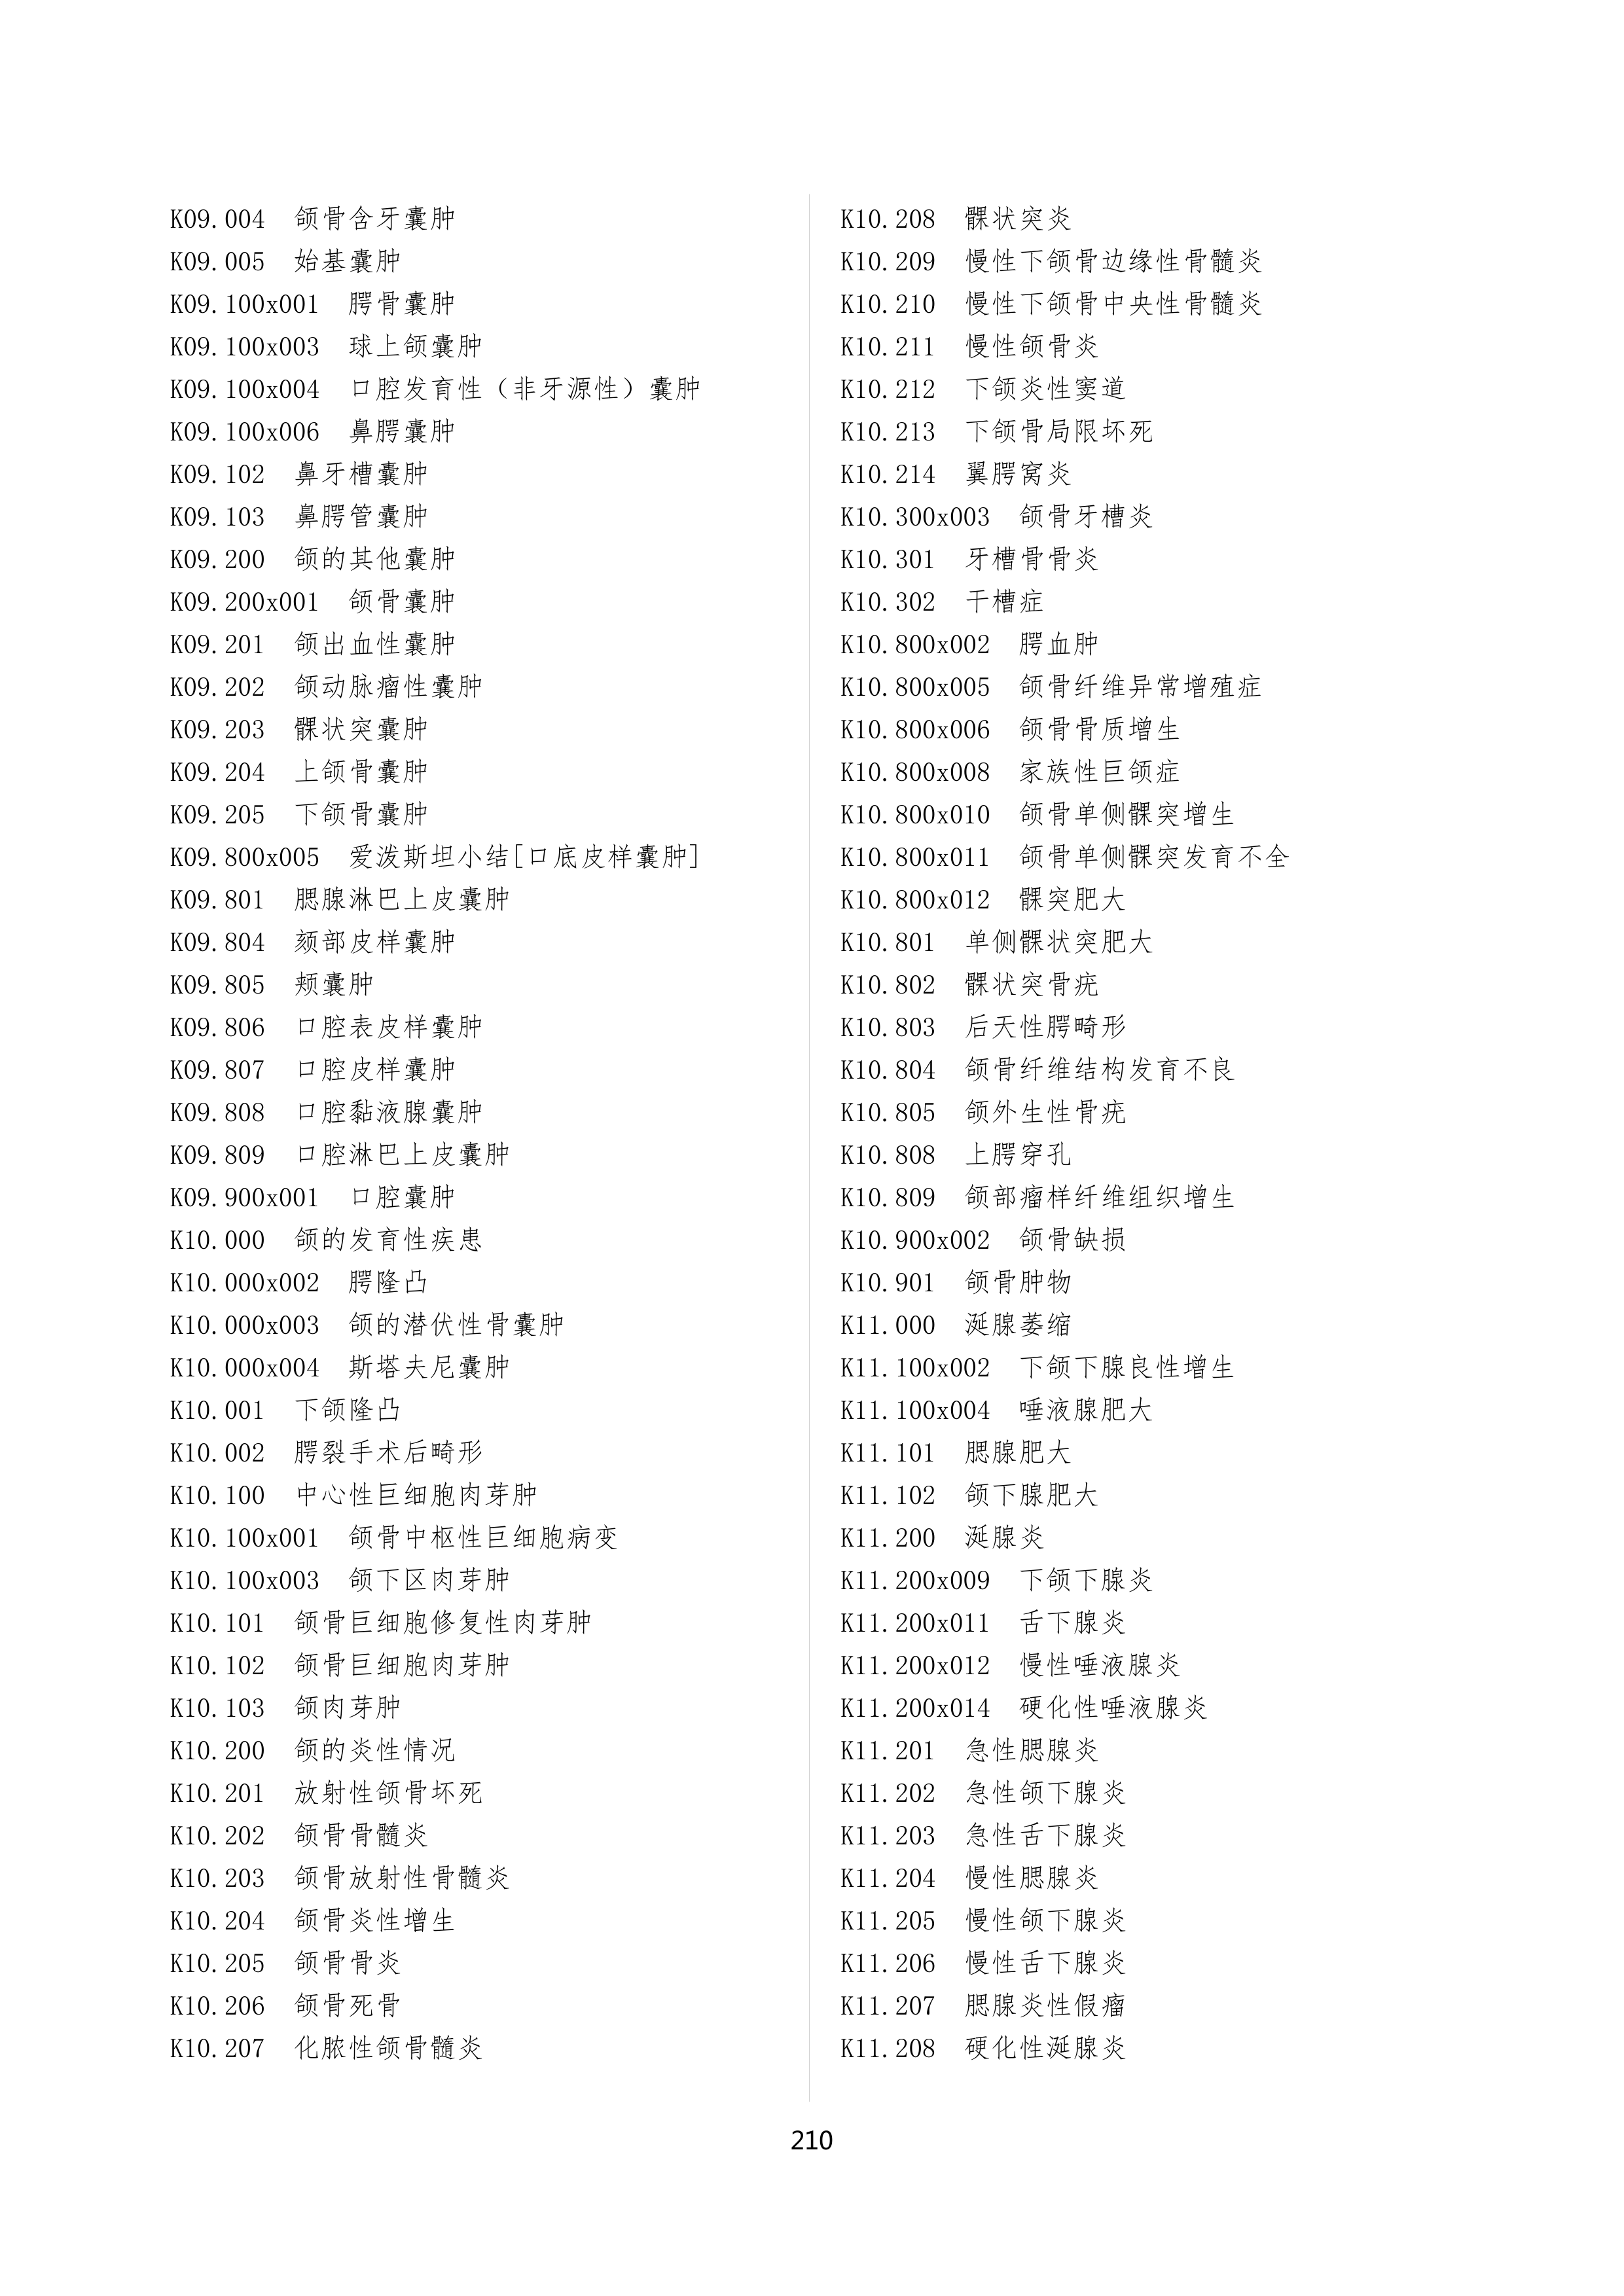 K09.004 颌骨含牙囊肿
K09.005 始基囊肿
K09.100x001 腭骨囊肿
K09.100x003 球上颌囊肿
K09.100x004 口腔发育性（非牙源性）囊肿
K09.100x006 鼻腭囊肿
K09.102 鼻牙槽囊肿
K09.103 鼻腭管囊肿
K09.200 颌的其他囊肿
K09.200x001 颌骨囊肿
K09.201 颌出血性囊肿
K09.202 颌动脉瘤性囊肿
K09.203 髁状突囊肿
K09.204 上颌骨囊肿
K09.205 下颌骨囊肿
K09.800x005 爱泼斯坦小结[口底皮样囊肿]
K09.801 腮腺淋巴上皮囊肿
K09.804 颏部皮样囊肿
K09.805 颊囊肿
K09.806 口腔表皮样囊肿
K09.807 口腔皮样囊肿
K09.808 口腔黏液腺囊肿
K09.809 口腔淋巴上皮囊肿
K09.900x001 口腔囊肿
K10.000 颌的发育性疾患
K10.000x002 腭隆凸
K10.000x003 颌的潜伏性骨囊肿
K10.000x004 斯塔夫尼囊肿
K10.001 下颌隆凸
K10.002 腭裂手术后畸形
K10.100 中心性巨细胞肉芽肿
K10.100x001 颌骨中枢性巨细胞病变
K10.100x003 颌下区肉芽肿
K10.101 颌骨巨细胞修复性肉芽肿
K10.102 颌骨巨细胞肉芽肿
K10.103 颌肉芽肿
K10.200 颌的炎性情况
K10.201 放射性颌骨坏死
K10.202 颌骨骨髓炎
K10.203 颌骨放射性骨髓炎
K10.204 颌骨炎性增生
K10.205 颌骨骨炎
K10.206 颌骨死骨
K10.207 化脓性颌骨髓炎
K10.208 髁状突炎
K10.209 慢性下颌骨边缘性骨髓炎
K10.210 慢性下颌骨中央性骨髓炎
K10.211 慢性颌骨炎
K10.212 下颌炎性窦道
K10.213 下颌骨局限坏死
K10.214 翼腭窝炎
K10.300x003 颌骨牙槽炎
K10.301 牙槽骨骨炎
K10.302 干槽症
K10.800x002 腭血肿
K10.800x005 颌骨纤维异常增殖症
K10.800x006 颌骨骨质增生
K10.800x008 家族性巨颌症
K10.800x010 颌骨单侧髁突增生
K10.800x011 颌骨单侧髁突发育不全
K10.800x012 髁突肥大
K10.801 单侧髁状突肥大
K10.802 髁状突骨疣
K10.803 后天性腭畸形
K10.804 颌骨纤维结构发育不良
K10.805 颌外生性骨疣
K10.808 上腭穿孔
K10.809 颌部瘤样纤维组织增生
K10.900x002 颌骨缺损
K10.901 颌骨肿物
K11.000 涎腺萎缩
K11.100x002 下颌下腺良性增生
K11.100x004 唾液腺肥大
K11.101 腮腺肥大
K11.102 颌下腺肥大
K11.200 涎腺炎
K11.200x009 下颌下腺炎
K11.200x011 舌下腺炎
K11.200x012 慢性唾液腺炎
K11.200x014 硬化性唾液腺炎
K11.201 急性腮腺炎
K11.202 急性颌下腺炎
K11.203 急性舌下腺炎
K11.204 慢性腮腺炎
K11.205 慢性颌下腺炎
K11.206 慢性舌下腺炎
K11.207 腮腺炎性假瘤
K11.208 硬化性涎腺炎
210